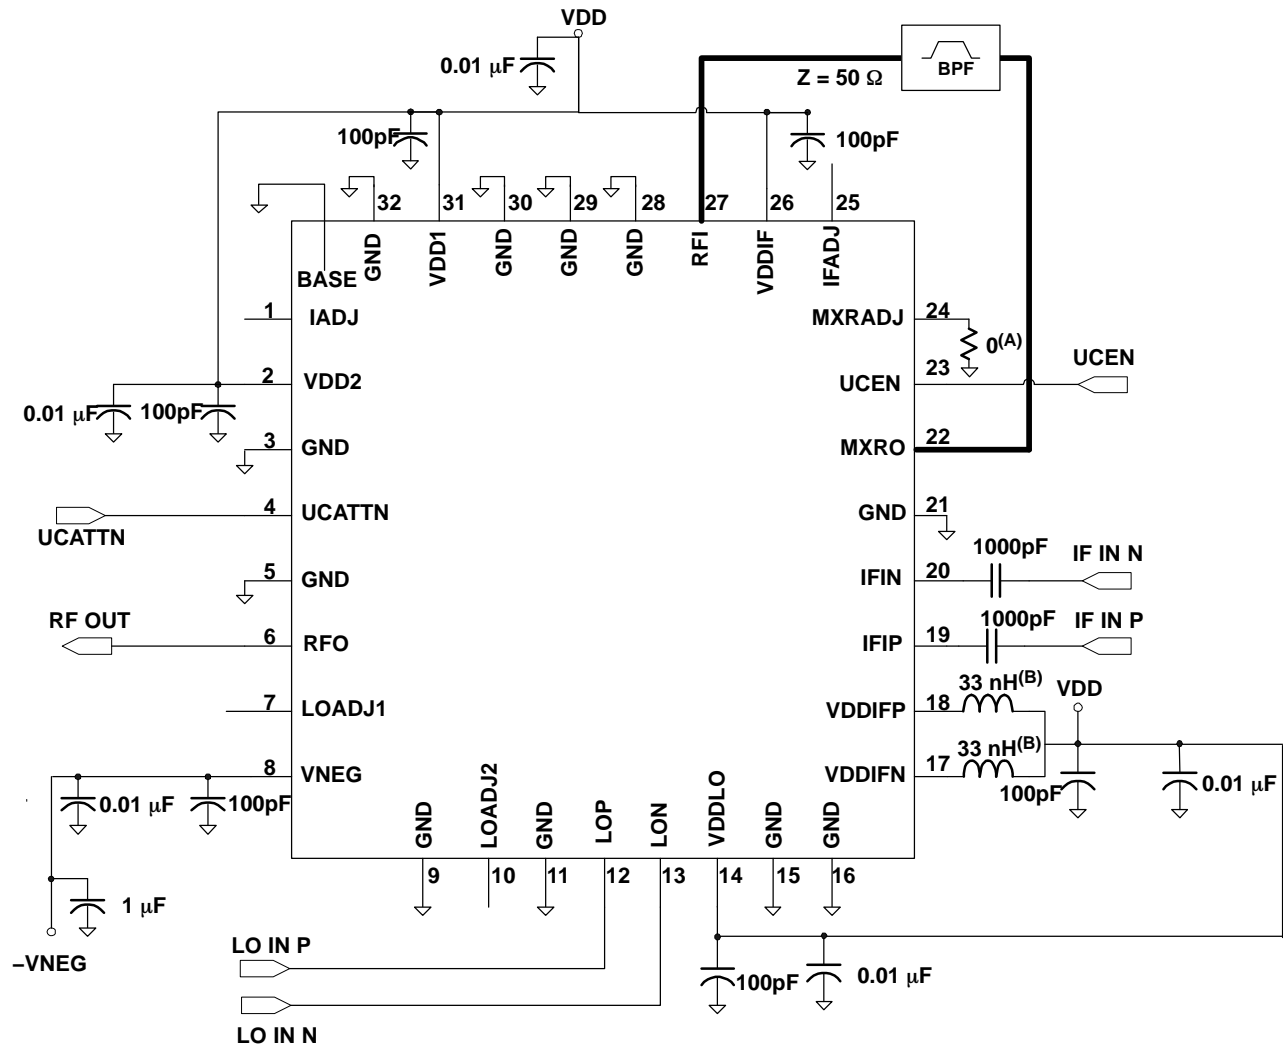 VDD
0.01 μF
Z = 50 Ω
BPF
100pF
100pF
32
31
30
29
28
27
26
25
GND
VDD1
GND
GND
GND
RFI
VDDIF
IFADJ
BASE
1
IADJ
MXRADJ
24
0(A)
UCEN
2
VDD2
UCEN
23
0.01 μF
100pF
3
GND
MXRO
22
4
UCATTN
GND
21
UCATTN
1000pF
IF IN N
5
GND
IFIN
20
RF OUT
1000pF
IF IN P
6
RFO
IFIP
19
33 nH(B)
VDD
7
LOADJ1
VDDIFP
18
33 nH(B)
8
VNEG
VDDIFN
17
0.01 μF
100pF
100pF
0.01 μF
GND
LOADJ2
GND
LOP
LON
VDDLO
GND
GND
9
10
11
12
13
14
15
16
1 μF
–VNEG
LO IN P
100pF
0.01 μF
LO IN N